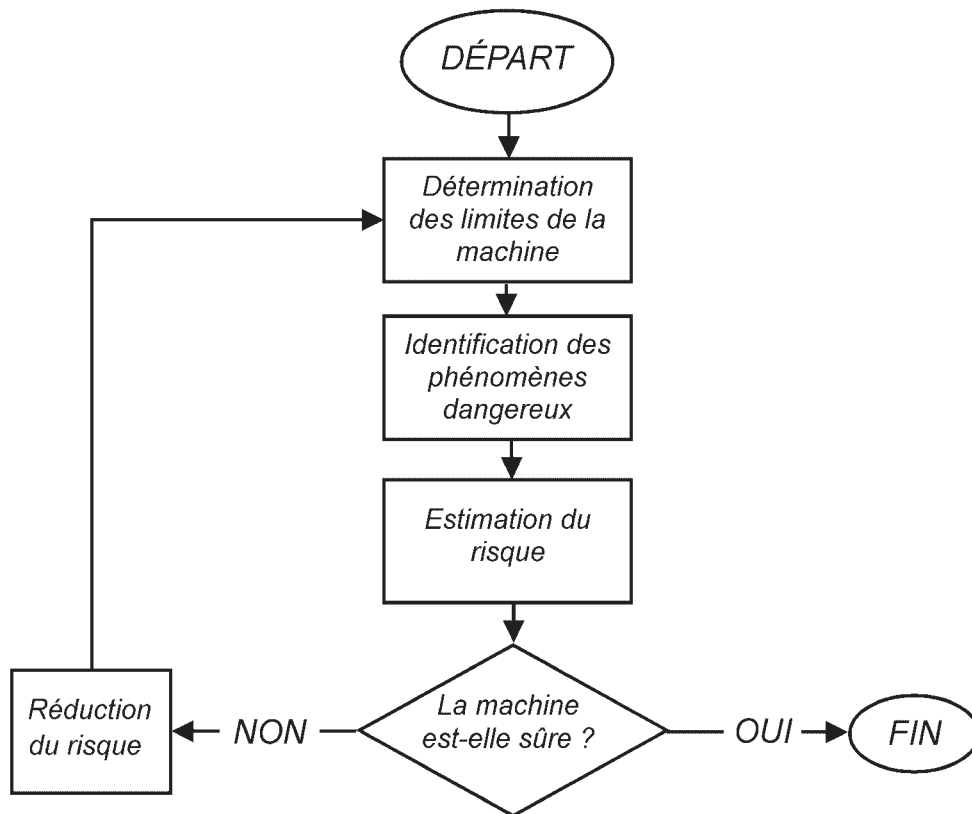 DÉPART
Détermination
des limites de la
machine
Identification des
phénomènes
dangereux
Estimation du
risque
La machine
est-elle sûre ?
NON
Réduction
du risque
OUI
FIN